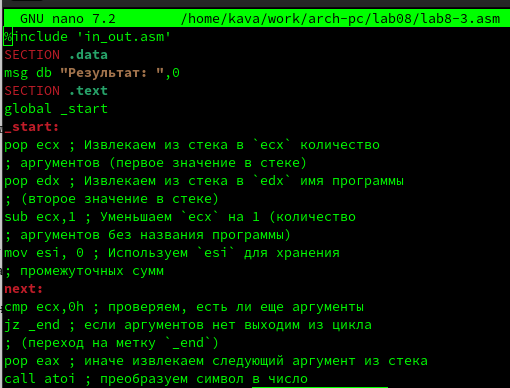 GNU nano 7.2 /home/kava/work/arch-pc/lab08/lab8-3.asm
%include 'in_out.asm'
SECTION .data
msg db "Результат: ",0
SECTION .text
global _start
_start:
pop ecx ; Извлекаем из стека в `ecx` количество
; аргументов (первое значение в стеке)
pop edx ; Извлекаем из стека в `edx` имя программы
; (второе значение в стеке)
sub ecx,1 ; Уменьшаем `ecx` на 1 (количество
; аргументов без названия программы)
mov esi, 0 ; Используем `esi` для хранения
; промежуточных сумм
next:
cmp ecx,0h ; проверяем, есть ли еще аргументы
jz _end ; если аргументов нет выходим из цикла
; (переход на метку `_end`)
pop eax ; иначе извлекаем следующий аргумент из стека
call atoi ; преобразуем символ в число